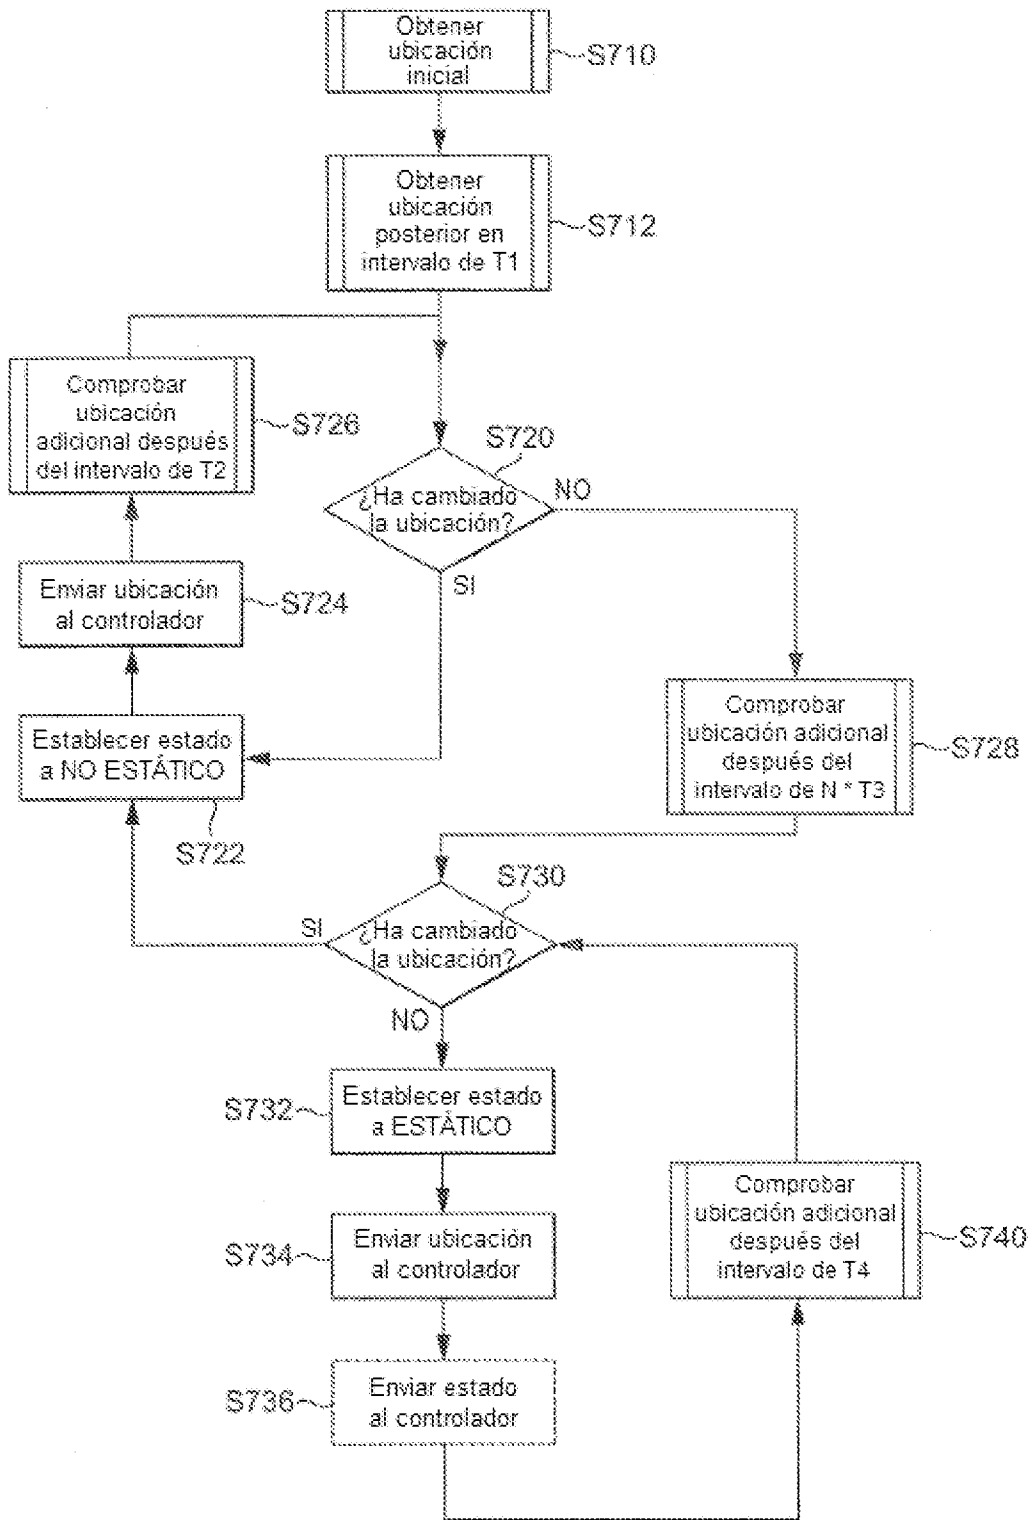 Obtener
ubicación
inicial
S710
Obtener
ubicación
posterior en
intervalo de T1
S712
Comprobar
ubicación
adicional después
del intervalo de T2
S726
S720
¿Ha cambiado
la ubicación?
NO
SI
Enviar ubicación
al controlador
S724
Establecer estado
a NO ESTÁTICO
S722
Comprobar
ubicación adicional
después del
intervalo de N * T3
S728
S730
¿Ha cambiado
la ubicación?
SI
NO
Establecer estado
a ESTÁTICO
S732
Enviar ubicación
al controlador
S734
Comprobar
ubicación adicional
después del
intervalo de T4
S740
Enviar estado
al controlador
S736